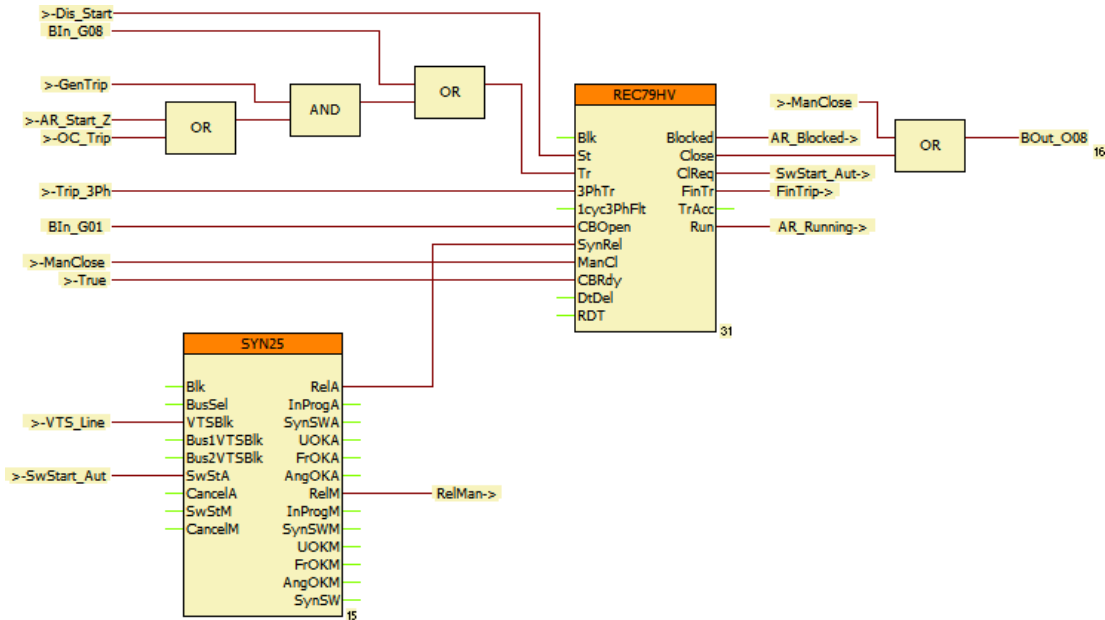 >-Dis_Start
BIn_G08
>-GenTrip
>-AR_Start_Z
>-OC_Trip
OR
AND
OR
>-Trip_3Ph
BIn_G01
>-ManClose
>-True
REC79HV
Blk
St
Tr
3PhTr
1cyc3PhFlt
CBOpen
SynRel
ManCl
CBRdy
DtDel
RDT
Blocked
Close
ClReq
FinTr
TrAcc
Run
31
>-ManClose
AR_Blocked->
SwStart_Aut->
FinTrip->
AR_Running->
OR
BOut_O08
16
>-VTS_Line
>-SwStart_Aut
SYN25
Blk
BusSel
VTSBlk
Bus1VTSBlk
Bus2VTSBlk
SwStA
CancelA
SwStM
CancelM
RelA
InProgA
SynSWA
UOKA
FrOKA
AngOKA
RelM
InProgM
SynSWM
UOKM
FrOKM
AngOKM
SynSW
15
RelMan->